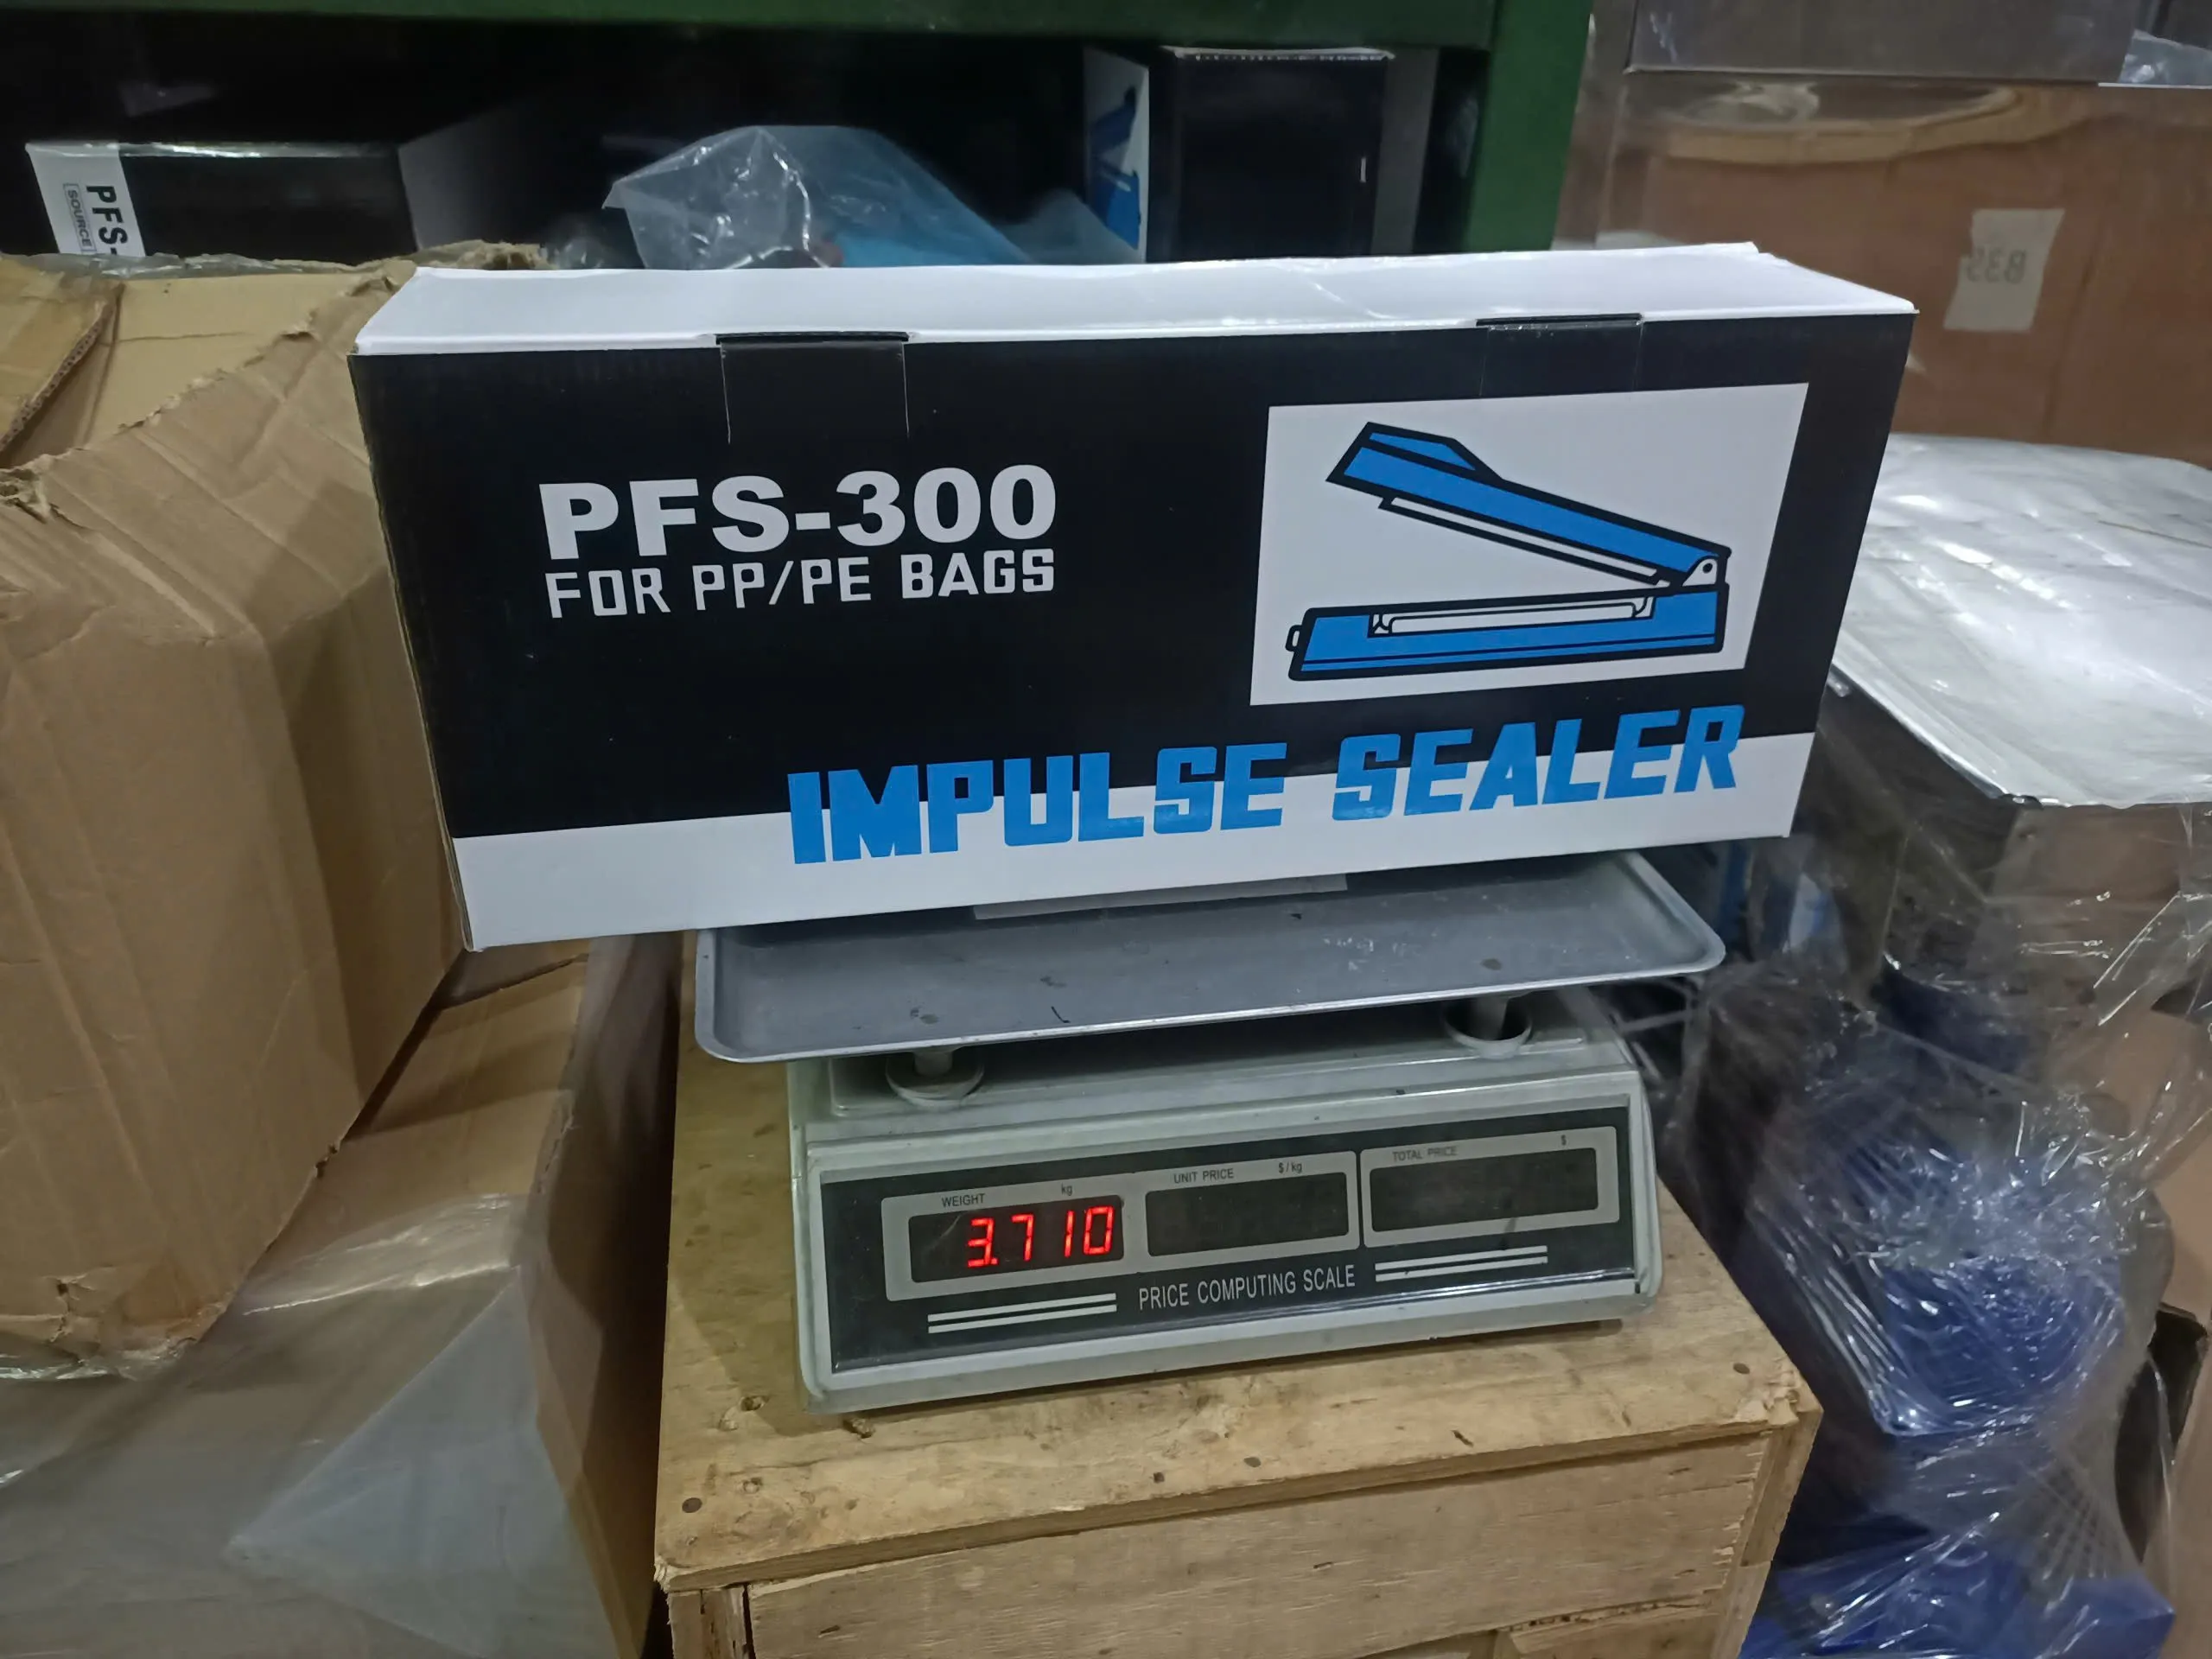 PFS-
SOURCE
B33
PFS-300
FOR PP/PE BAGS
IMPULSE SEALER
WEIGHT kg
UNIT PRICE $/kg
TOTAL PRICE $
3.710
PRICE COMPUTING SCALE